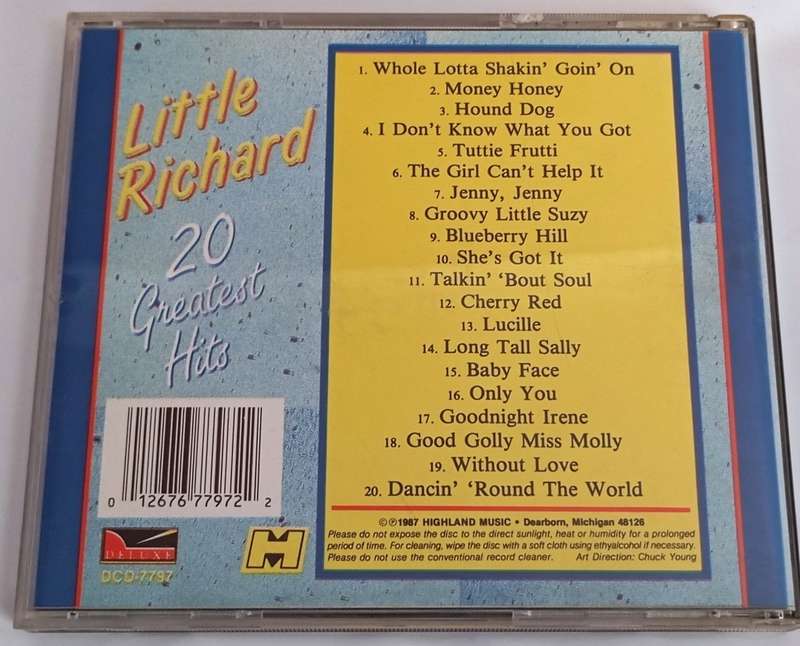 Little
Richard
20
Greatest
Hits
1. Whole Lotta Shakin' Goin' On
2. Money Honey
3. Hound Dog
4. I Don't Know What You Got
5. Tuttie Frutti
6. The Girl Can't Help It
7. Jenny, Jenny
8. Groovy Little Suzy
9. Blueberry Hill
10. She's Got It
11. Talkin' ‘Bout Soul
12. Cherry Red
13. Lucille
14. Long Tall Sally
15. Baby Face
16. Only You
17. Goodnight Irene
18. Good Golly Miss Molly
19. Without Love
20. Dancin' ‘Round The World
©℗1987 HIGHLAND MUSIC • Dearborn, Michigan 48126
Please do not expose the disc to the direct sunlight, heat or humidity for a prolonged
period of time. For cleaning, wipe the disc with a soft cloth using ethyalcohol if necessary.
Please do not use the conventional record cleaner. Art Direction: Chuck Young
0 12676 77972 2
DELUXE
DCD-7797
H